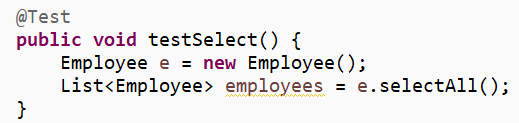 @Test
public void testSelect() {
    Employee e = new Employee();
    List<Employee> employees = e.selectAll();
}